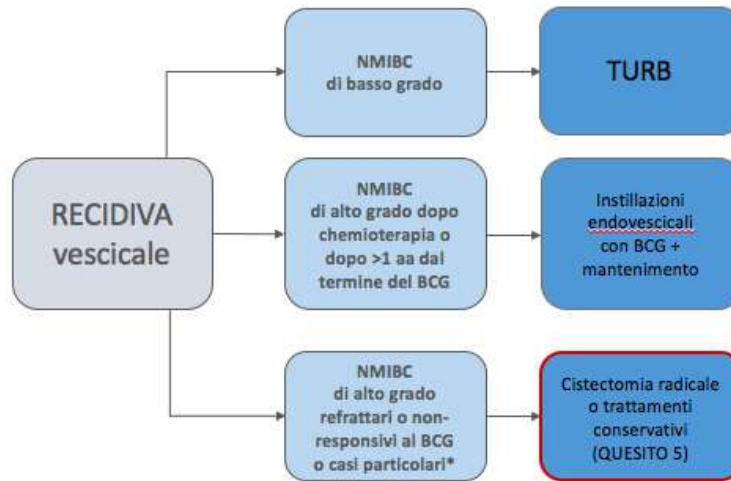 NMIBC
di basso grado
TURB
RECIDIVA
vescicale
NMIBC
di alto grado dopo
chemioterapia o
dopo >1 aa dal
termine del BCG
Instillazioni
endovescicali
con BCG +
mantenimento
NMIBC
di alto grado
refrattari o non-
responsivi al BCG
o casi particolari*
Cistectomia radicale
o trattamenti
conservativi
(QUESITO 5)